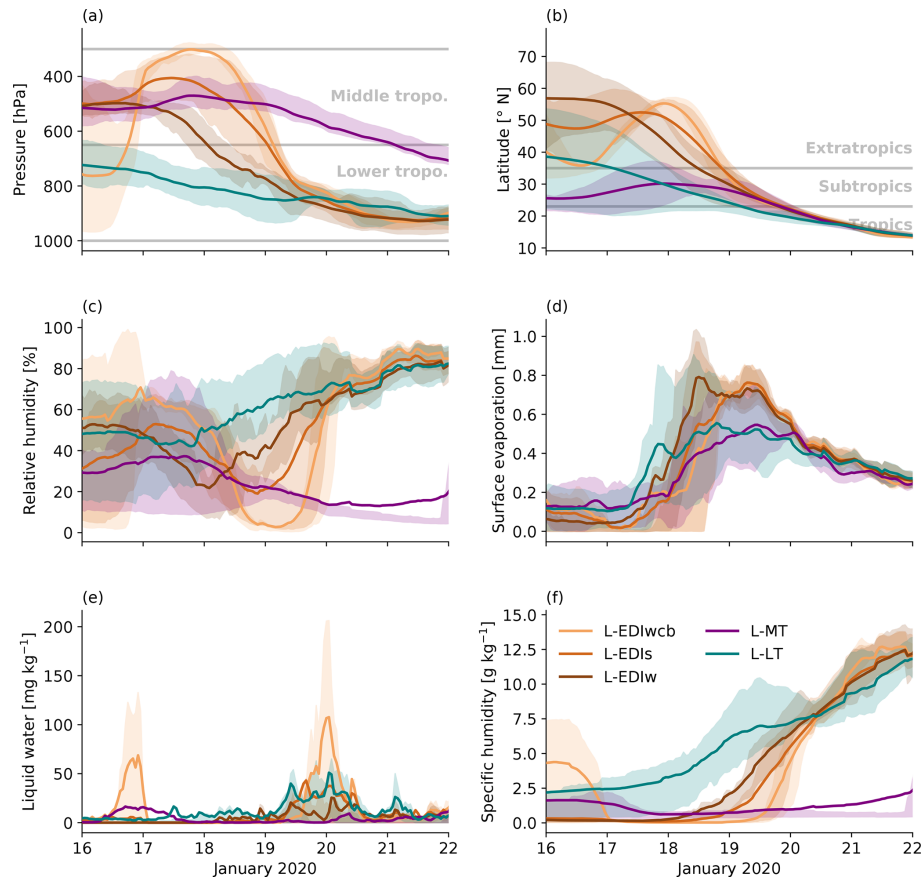 (a)
Pressure [hPa]
400
600
800
1000
Middle tropo.
Lower tropo.
(b)
Latitude [° N]
70
60
50
40
30
20
10
Extratropics
Subtropics
Tropics
(c)
Relative humidity [%]
100
80
60
40
20
0
(d)
Surface evaporation [mm]
1.0
0.8
0.6
0.4
0.2
0.0
(e)
Liquid water [mg kg⁻¹]
200
150
100
50
0
16 17 18 19 20 21 22
January 2020
(f)
Specific humidity [g kg⁻¹]
15.0
12.5
10.0
7.5
5.0
2.5
0.0
L-EDIwcb
L-EDIs
L-EDIw
L-MT
L-LT
16 17 18 19 20 21 22
January 2020